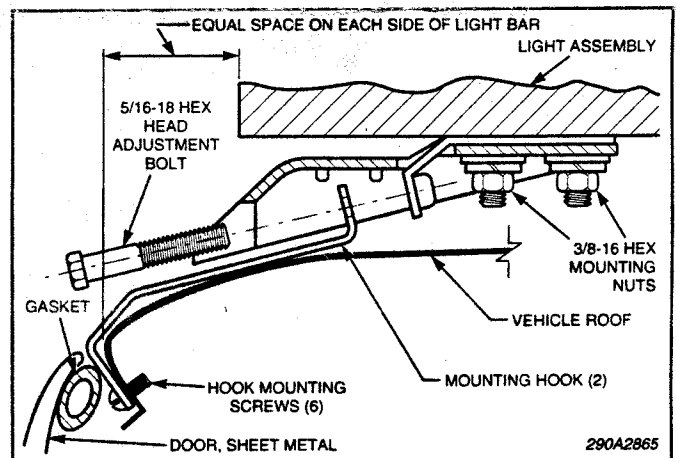 EQUAL SPACE ON EACH SIDE OF LIGHT BAR
LIGHT ASSEMBLY
5/16-18 HEX
HEAD
ADJUSTMENT
BOLT
3/8-16 HEX
MOUNTING
NUTS
GASKET
VEHICLE ROOF
MOUNTING HOOK (2)
HOOK MOUNTING
SCREWS (6)
DOOR, SHEET METAL
290A2865